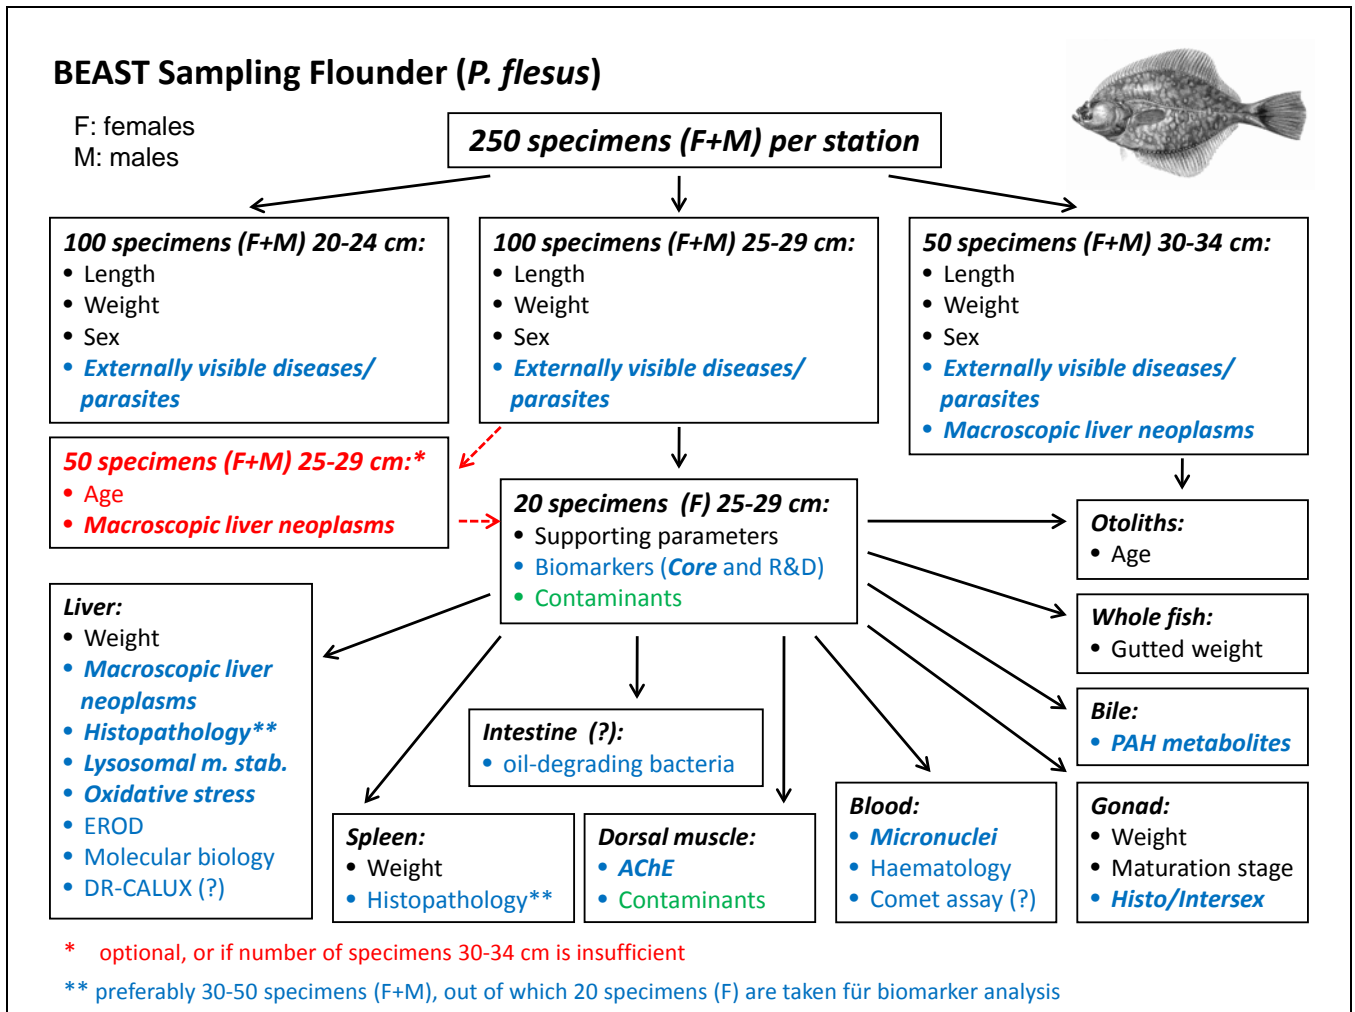 BEAST Sampling Flounder (P. flesus)
F: females
M: males
250 specimens (F+M) per station
100 specimens (F+M) 20-24 cm:
• Length
• Weight
• Sex
• Externally visible diseases/
parasites
100 specimens (F+M) 25-29 cm:
• Length
• Weight
• Sex
• Externally visible diseases/
parasites
50 specimens (F+M) 30-34 cm:
• Length
• Weight
• Sex
• Externally visible diseases/
parasites
• Macroscopic liver neoplasms
50 specimens (F+M) 25-29 cm:*
• Age
• Macroscopic liver neoplasms
20 specimens (F) 25-29 cm:
• Supporting parameters
• Biomarkers (Core and R&D)
• Contaminants
Otoliths:
• Age
Whole fish:
• Gutted weight
Bile:
• PAH metabolites
Liver:
• Weight
• Macroscopic liver
neoplasms
• Histopathology**
• Lysosomal m. stab.
• Oxidative stress
• EROD
• Molecular biology
• DR-CALUX (?)
Intestine (?):
• oil-degrading bacteria
Spleen:
• Weight
• Histopathology**
Dorsal muscle:
• AChE
• Contaminants
Blood:
• Micronuclei
• Haematology
• Comet assay (?)
Gonad:
• Weight
• Maturation stage
• Histo/Intersex
* optional, or if number of specimens 30-34 cm is insufficient
** preferably 30-50 specimens (F+M), out of which 20 specimens (F) are taken für biomarker analysis